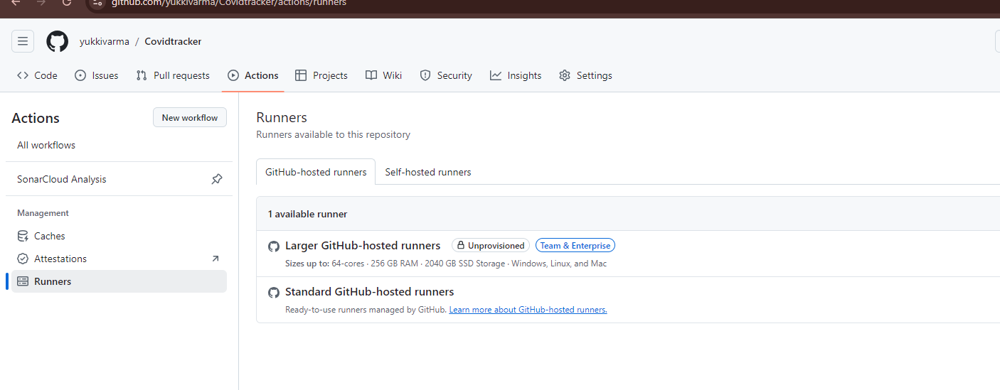 github.com/yukkivarma/Covidtracker/actions/runners
yukkivarma / Covidtracker
Code Issues Pull requests Actions Projects Wiki Security Insights Settings
Actions
New workflow
All workflows
SonarCloud Analysis
Management
Caches
Attestations
Runners
Runners
Runners available to this repository
GitHub-hosted runners Self-hosted runners
1 available runner
Larger GitHub-hosted runners Unprovisioned Team & Enterprise
Sizes up to: 64-cores · 256 GB RAM · 2040 GB SSD Storage · Windows, Linux, and Mac
Standard GitHub-hosted runners
Ready-to-use runners managed by GitHub. Learn more about GitHub-hosted runners.